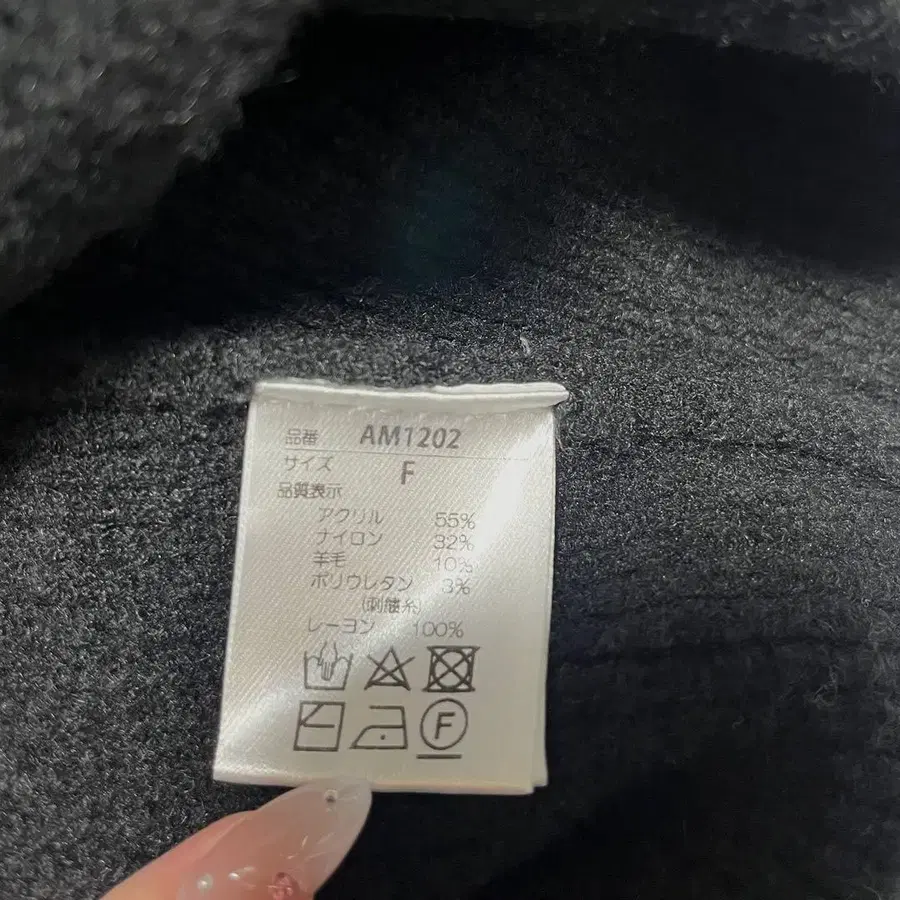 品番 AM1202
サイズ F
品質表示
アクリル 55%
ナイロン 32%
羊毛 10%
ポリウレタン 3%
(刺繍糸)
レーヨン 100%
F